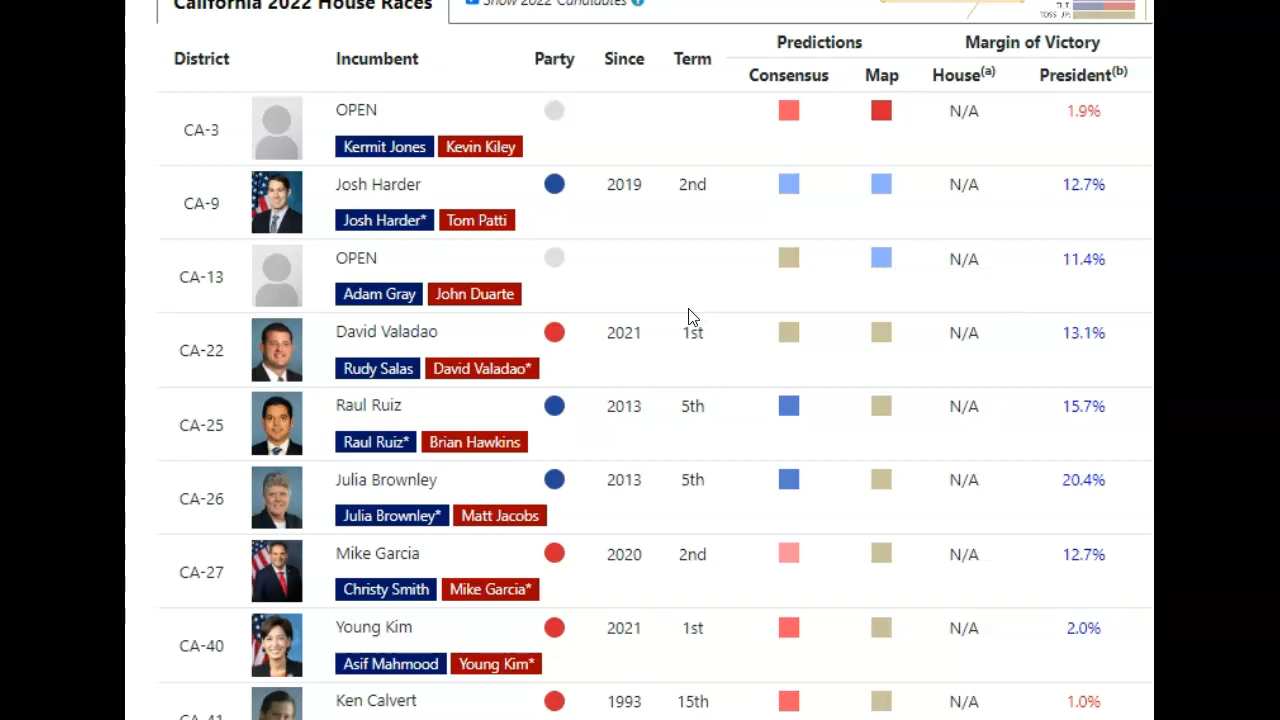 California 2022 House Races
Show 2022 Candidates
Predictions Margin of Victory
District Incumbent Party Since Term
Consensus Map House(a) President(b)
OPEN
CA-3 N/A 1.9%
Kermit Jones Kevin Kiley
Josh Harder 2019 2nd N/A 12.7%
CA-9
Josh Harder* Tom Patti
OPEN N/A 11.4%
CA-13
Adam Gray John Duarte
David Valadao 2021 1st N/A 13.1%
CA-22
Rudy Salas David Valadao*
Raul Ruiz 2013 5th N/A 15.7%
CA-25
Raul Ruiz* Brian Hawkins
Julia Brownley 2013 5th N/A 20.4%
CA-26
Julia Brownley* Matt Jacobs
Mike Garcia 2020 2nd N/A 12.7%
CA-27
Christy Smith Mike Garcia*
Young Kim 2021 1st N/A 2.0%
CA-40
Asif Mahmood Young Kim*
Ken Calvert 1993 15th N/A 1.0%
CA-41